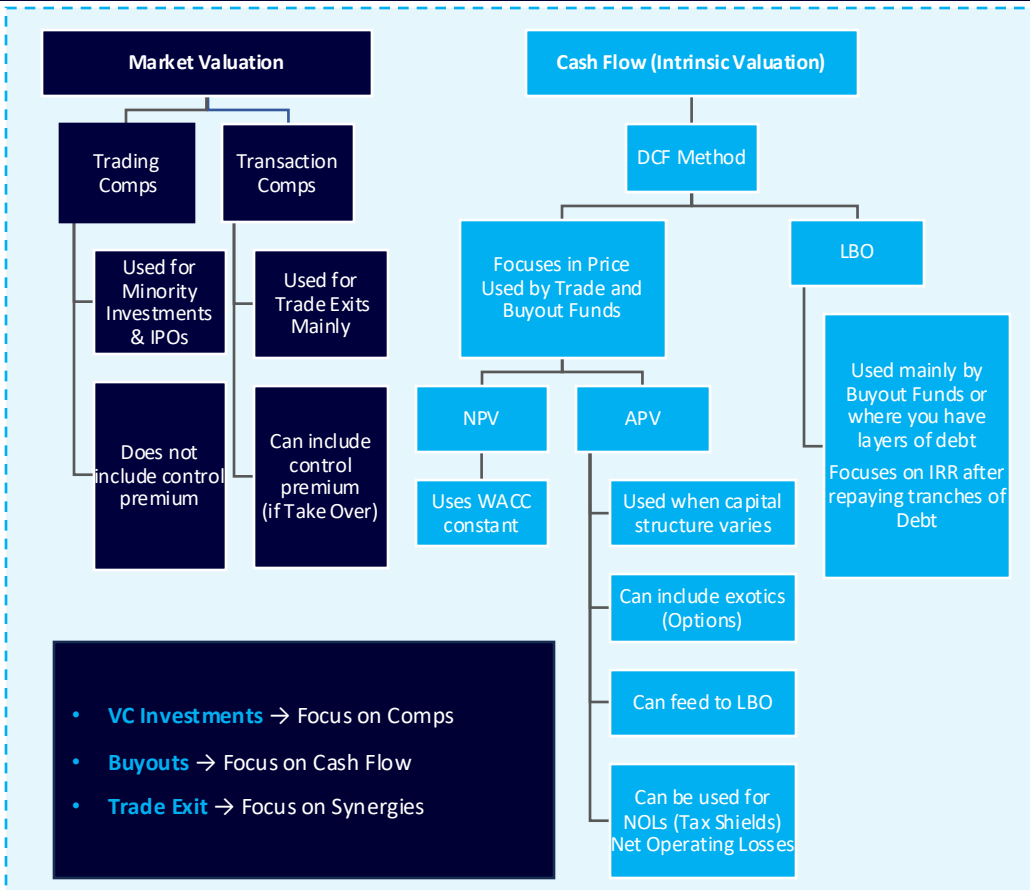 Market Valuation
Trading
Comps
Transaction
Comps
Used for
Minority
Investments
& IPOs
Used for
Trade Exits
Mainly
Does not
include control
premium
Can include
control
premium
(if Take Over)
Cash Flow (Intrinsic Valuation)
DCF Method
Focuses in Price
Used by Trade and
Buyout Funds
LBO
NPV
APV
Uses WACC
constant
Used when capital
structure varies
Can include exotics
(Options)
Can feed to LBO
Can be used for
NOLs (Tax Shields)
Net Operating Losses
Used mainly by
Buyout Funds or
where you have
layers of debt
Focuses on IRR after
repaying tranches of
Debt
• VC Investments → Focus on Comps
• Buyouts → Focus on Cash Flow
• Trade Exit → Focus on Synergies